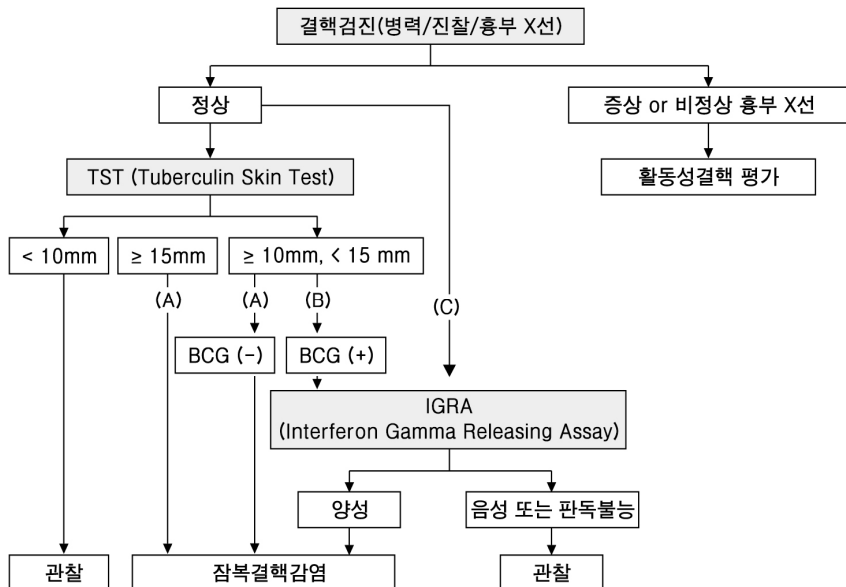 결핵검진(병력/진찰/흉부 X선)
정상
증상 or 비정상 흉부 X선
TST (Tuberculin Skin Test)
활동성결핵 평가
< 10mm
≥ 15mm
≥ 10mm, < 15 mm
(A)
(A)
(B)
(C)
BCG (-)
BCG (+)
IGRA
(Interferon Gamma Releasing Assay)
양성
음성 또는 판독불능
관찰
잠복결핵감염
관찰